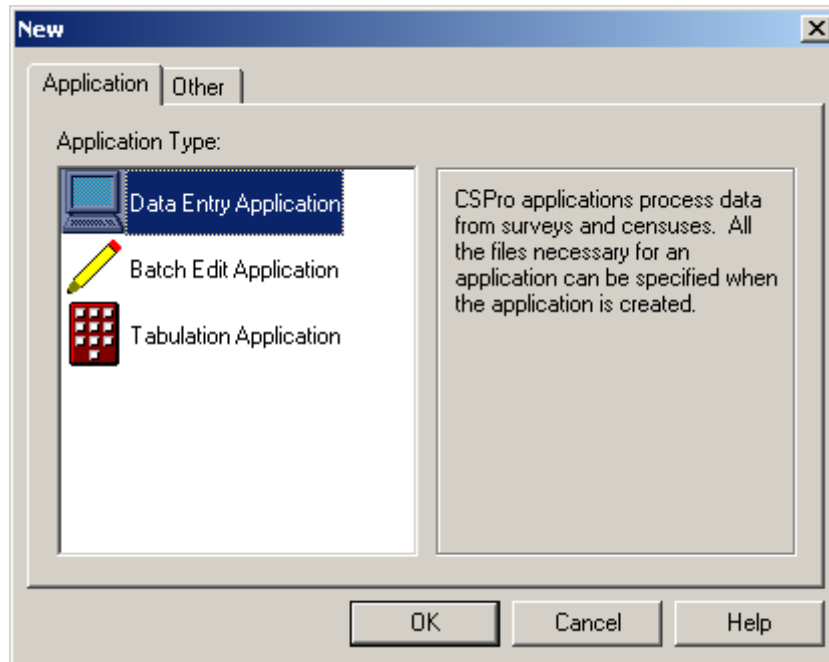 New
Application Other
Application Type:
Data Entry Application
Batch Edit Application
Tabulation Application
CSPro applications process data
from surveys and censuses. All
the files necessary for an
application can be specified when
the application is created.
OK Cancel Help